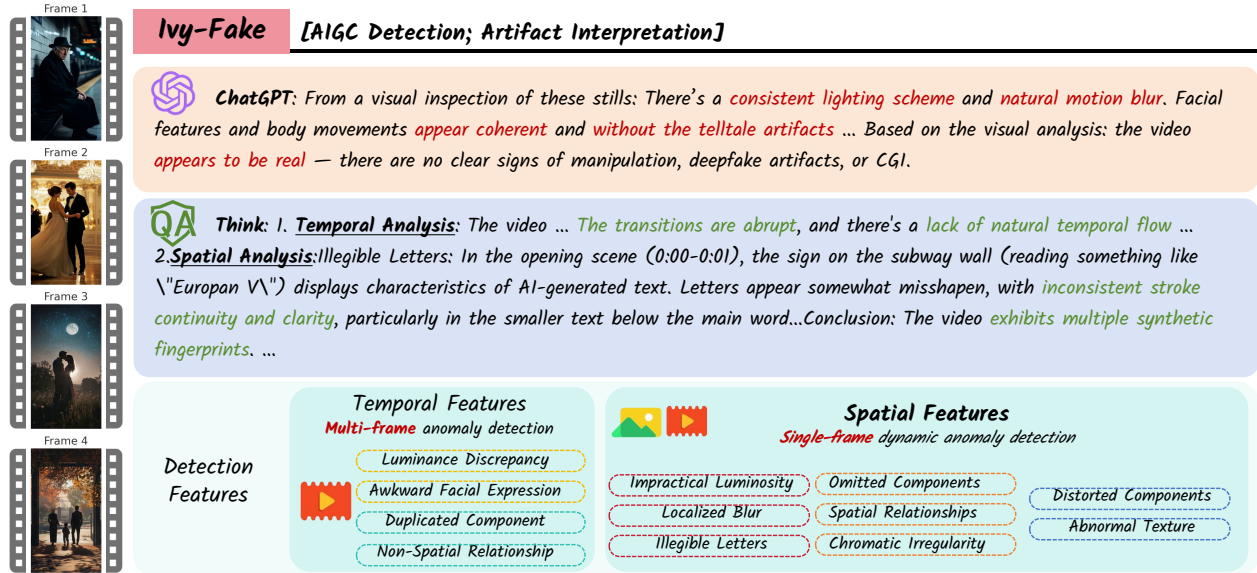 Frame 1
Frame 2
Frame 3
Frame 4
Ivy-Fake [AIGC Detection; Artifact Interpretation]
ChatGPT: From a visual inspection of these stills: There's a consistent lighting scheme and natural motion blur. Facial
features and body movements appear coherent and without the telltale artifacts ... Based on the visual analysis: the video
appears to be real – there are no clear signs of manipulation, deepfake artifacts, or CGI.
QA
Think: 1. Temporal Analysis: The video ... The transitions are abrupt, and there's a lack of natural temporal flow ...
2.Spatial Analysis:Illegible Letters: In the opening scene (0:00-0:01), the sign on the subway wall (reading something like
\"Europan V\") displays characteristics of AI-generated text. Letters appear somewhat misshapen, with inconsistent stroke
continuity and clarity, particularly in the smaller text below the main word...Conclusion: The video exhibits multiple synthetic
fingerprints. ...
Detection
Features
Temporal Features
Multi-frame anomaly detection
Luminance Discrepancy
Awkward Facial Expression
Duplicated Component
Non-Spatial Relationship
Spatial Features
Single-frame dynamic anomaly detection
Impractical Luminosity
Localized Blur
Illegible Letters
Omitted Components
Spatial Relationships
Chromatic Irregularity
Distorted Components
Abnormal Texture